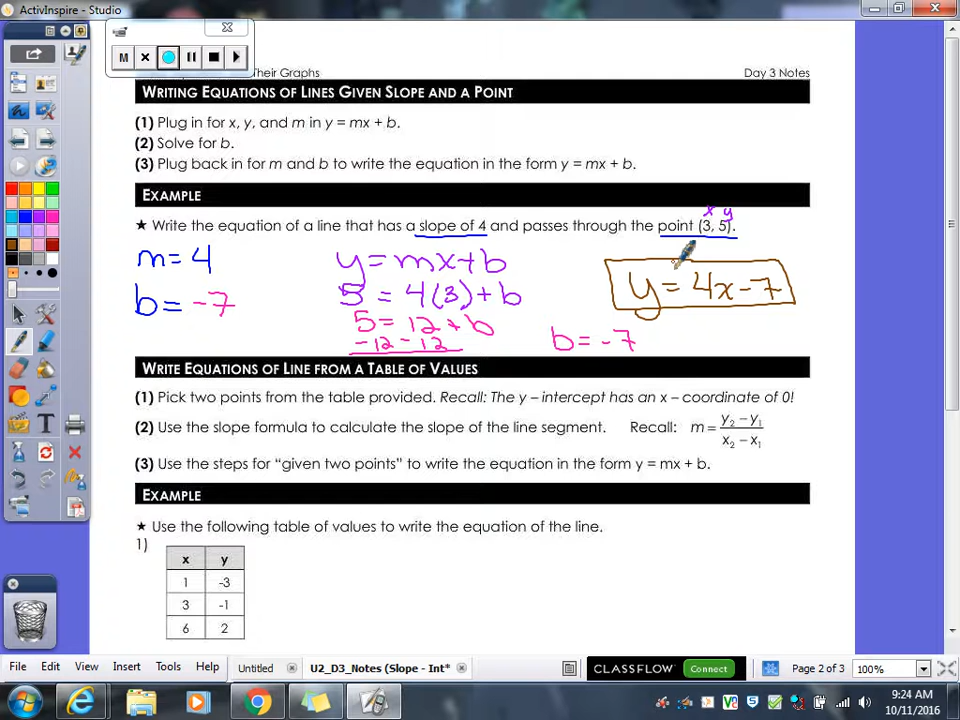 ActivInspire - Studio
M
Their Graphs Day 3 Notes
WRITING EQUATIONS OF LINES GIVEN SLOPE AND A POINT
(1) Plug in for x, y, and m in y = mx + b.
(2) Solve for b.
(3) Plug back in for m and b to write the equation in the form y = mx + b.
EXAMPLE
x y
★ Write the equation of a line that has a slope of 4 and passes through the point (3, 5).
m = 4 y = mx + b
5 = 4(3) + b y = 4x - 7
b = -7
5 = 12 + b
-12 - 12 b = -7
WRITE EQUATIONS OF LINE FROM A TABLE OF VALUES
(1) Pick two points from the table provided. Recall: The y – intercept has an x – coordinate of 0!
(2) Use the slope formula to calculate the slope of the line segment. Recall: m = y₂ − y₁ / x₂ − x₁
(3) Use the steps for “given two points” to write the equation in the form y = mx + b.
EXAMPLE
★ Use the following table of values to write the equation of the line.
1)
x y
1 -3
3 -1
6 2
File Edit View Insert Tools Help Untitled U2_D3_Notes (Slope - Int* CLASSFLOW Connect Page 2 of 3 100%
9:24 AM
10/11/2016